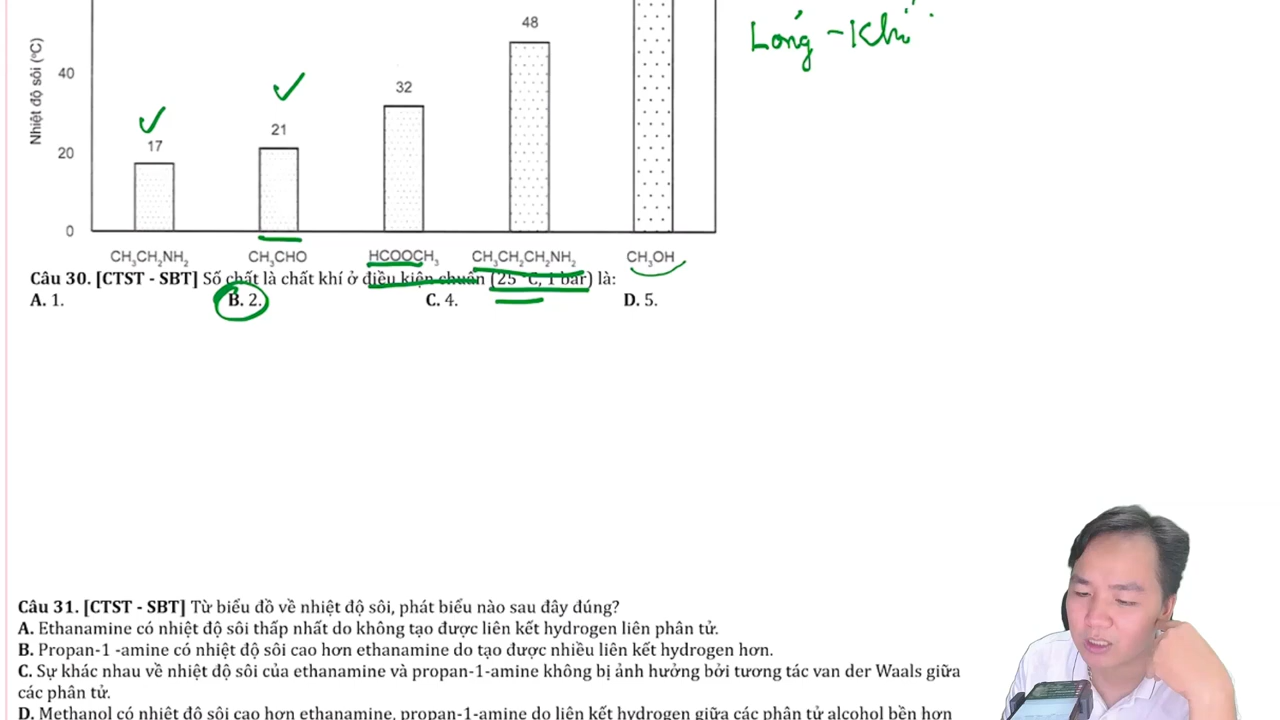 Lỏng - Khí
48
Nhiệt độ sôi (°C)
40
32
21
17
20
0
CH₃CH₂NH₂ CH₃CHO HCOOCH₃ CH₃CH₂CH₂NH₂ CH₃OH
Câu 30. [CTST - SBT] Số chất là chất khí ở điều kiện chuẩn (25 °C, 1 bar) là:
A. 1. B. 2. C. 4. D. 5.
Câu 31. [CTST - SBT] Từ biểu đồ về nhiệt độ sôi, phát biểu nào sau đây đúng?
A. Ethanamine có nhiệt độ sôi thấp nhất do không tạo được liên kết hydrogen liên phân tử.
B. Propan-1 -amine có nhiệt độ sôi cao hơn ethanamine do tạo được nhiều liên kết hydrogen hơn.
C. Sự khác nhau về nhiệt độ sôi của ethanamine và propan-1-amine không bị ảnh hưởng bởi tương tác van der Waals giữa
các phân tử.
D. Methanol có nhiệt độ sôi cao hơn ethanamine, propan-1-amine do liên kết hydrogen giữa các phân tử alcohol bền hơn